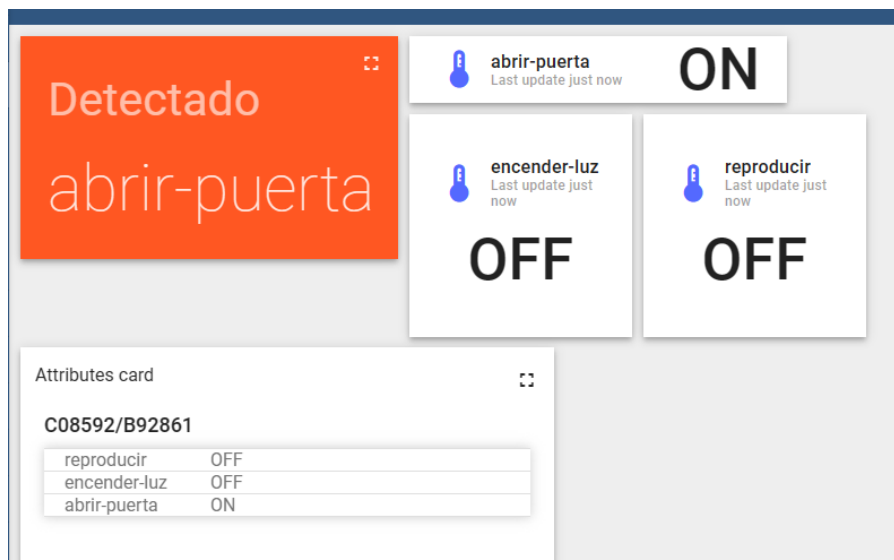 Detectado
abrir-puerta
abrir-puerta
Last update just now
ON
encender-luz
Last update just
now
OFF
reproducir
Last update just
now
OFF
Attributes card
C08592/B92861
reproducir OFF
encender-luz OFF
abrir-puerta ON